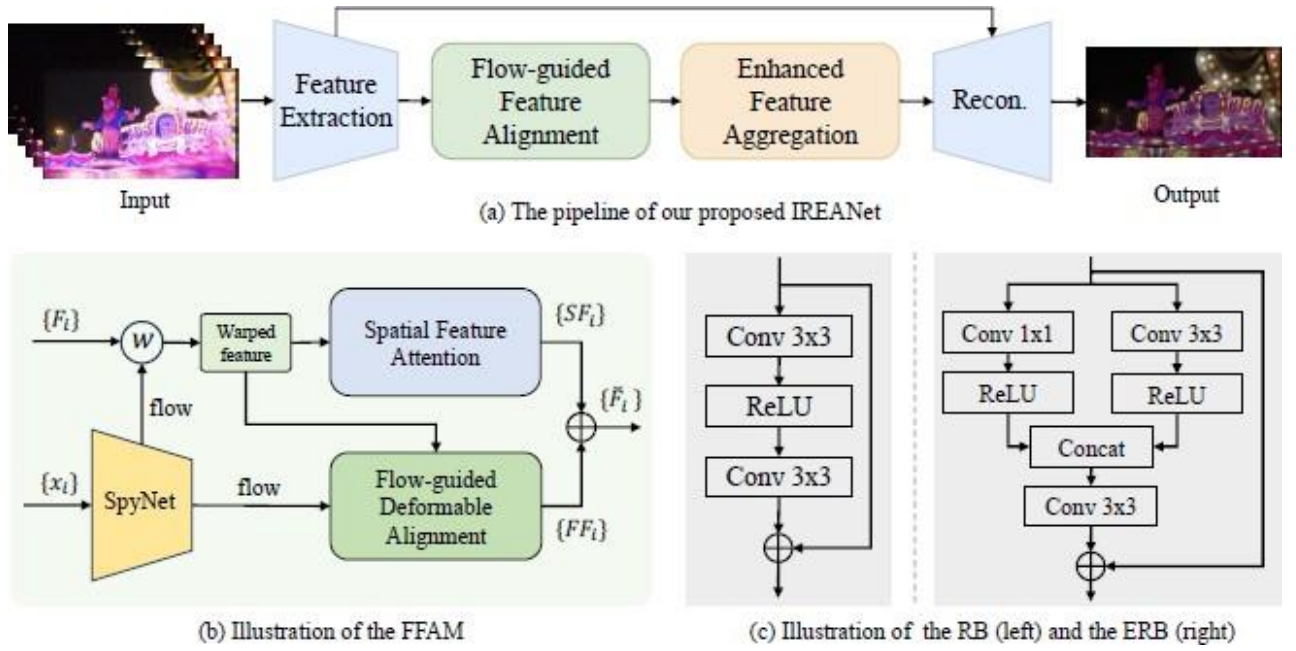 Input
Feature
Extraction
Flow-guided
Feature
Alignment
Enhanced
Feature
Aggregation
Recon.
Output
(a) The pipeline of our proposed IREANet
{F_i}
w
Warped
feature
Spatial Feature
Attention
{SF_i}
flow
{F̄_i}
{x_i}
SpyNet
flow
Flow-guided
Deformable
Alignment
{FF_i}
(b) Illustration of the FFAM
Conv 3x3
ReLU
Conv 3x3
Conv 1x1
Conv 3x3
ReLU
ReLU
Concat
Conv 3x3
(c) Illustration of the RB (left) and the ERB (right)